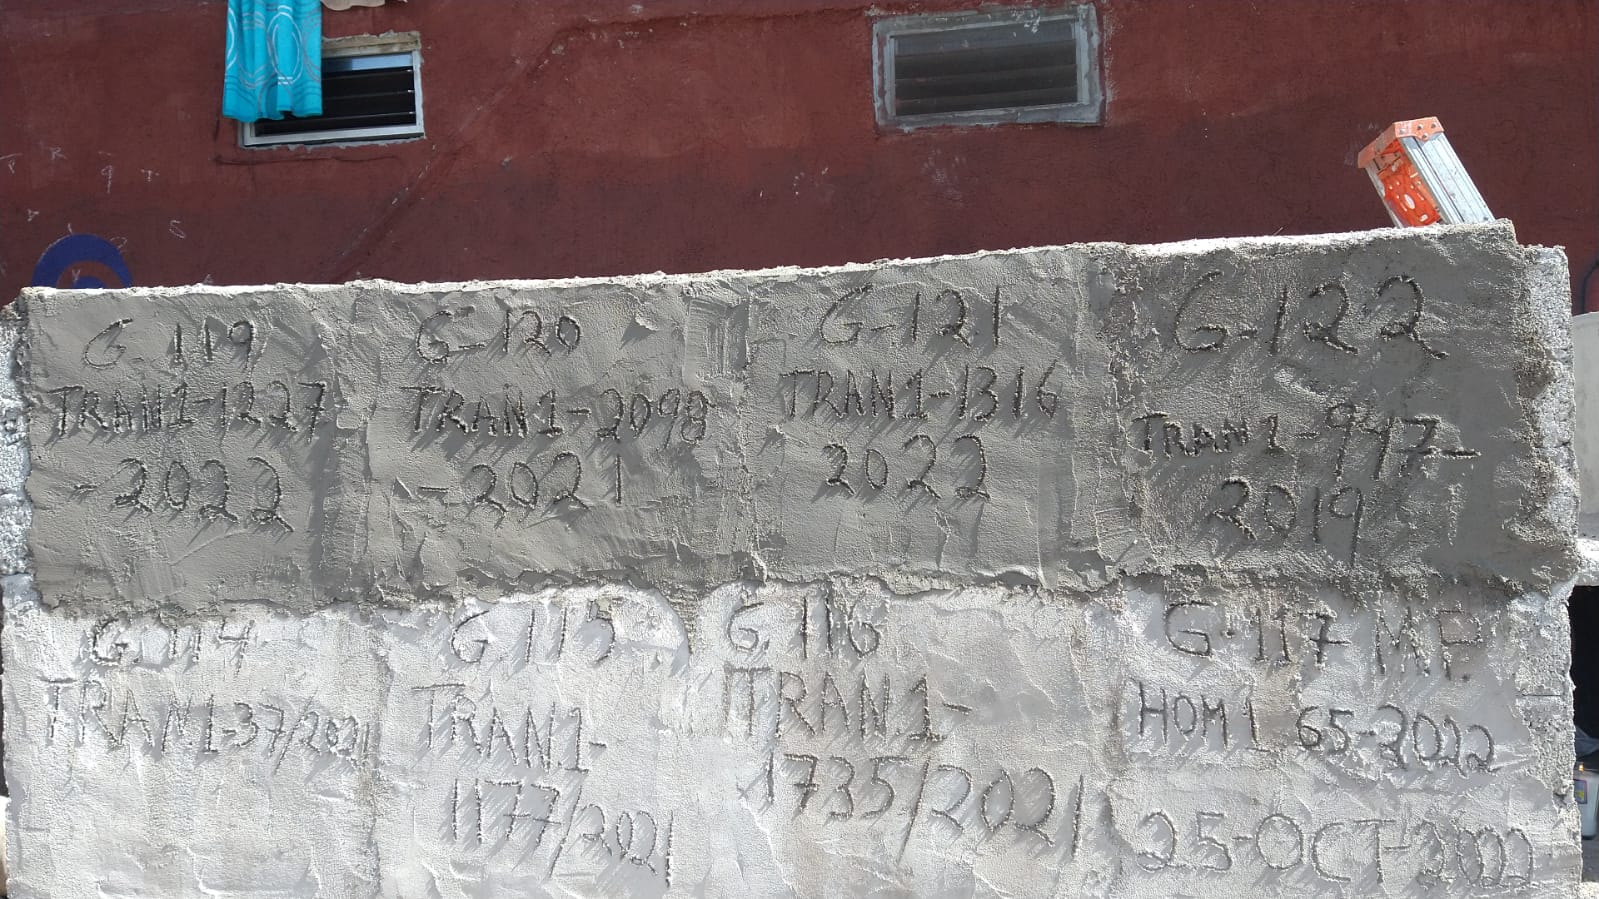 G-119
TRAN1-1227
-2022
G-120
TRAN1-2098
-2021
G-121
TRAN1-1316
2022
G-122
TRAN1-947-
2019
G.114
TRAN1-37/2021
G.115
TRAN1-
1177/2021
G.116
TRAN1-
1735/2021
G-117 M.P.
HOM1 65-2022
25-OCT-2022